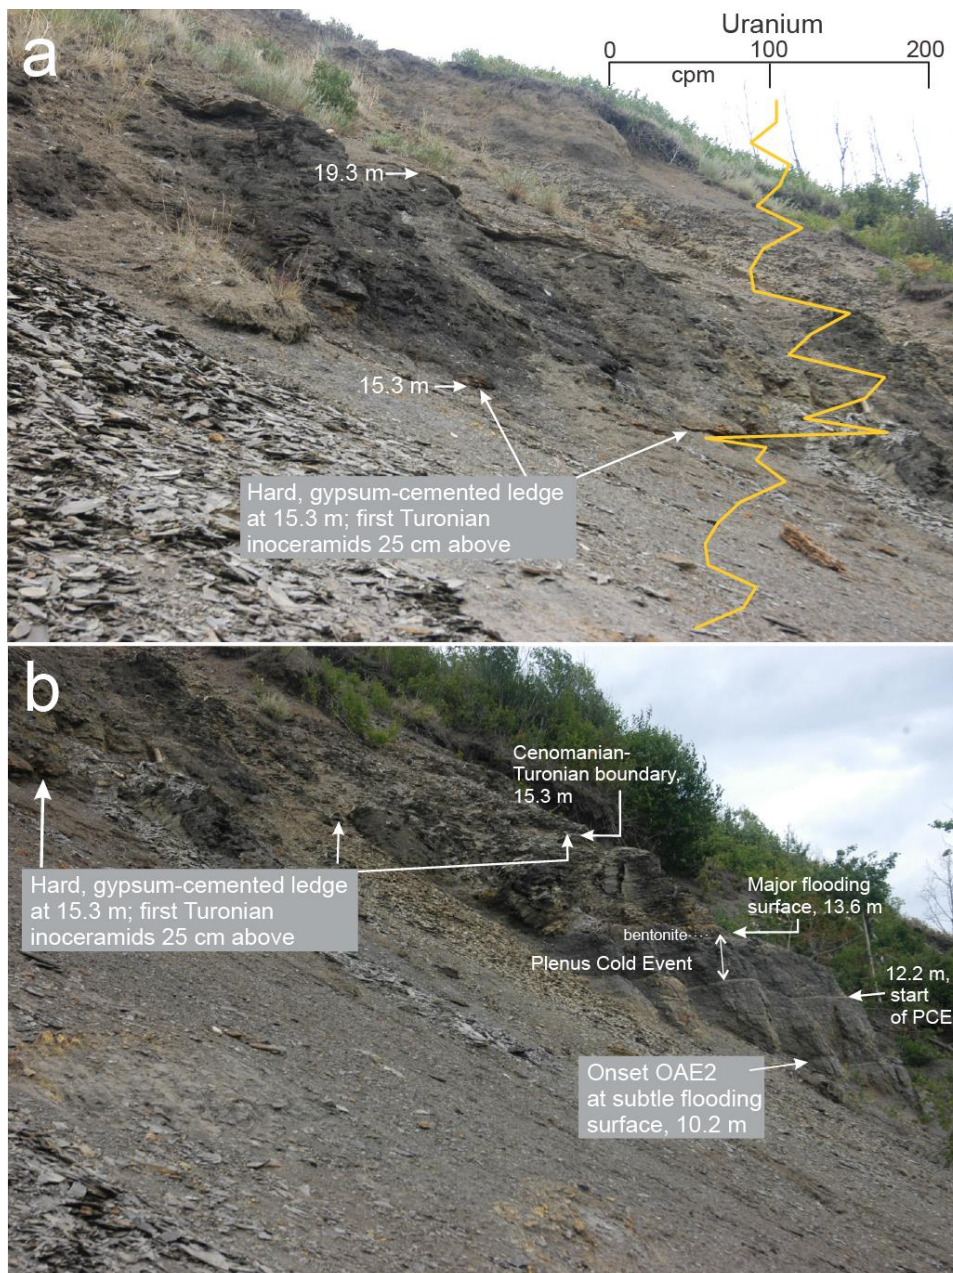 a
Uranium
0 100 200
cpm
19.3 m
15.3 m
Hard, gypsum-cemented ledge
at 15.3 m; first Turonian
inoceramids 25 cm above
b
Cenomanian-
Turonian boundary,
15.3 m
Hard, gypsum-cemented ledge
at 15.3 m; first Turonian
inoceramids 25 cm above
Major flooding
surface, 13.6 m
bentonite
Plenus Cold Event
12.2 m,
start
of PCE
Onset OAE2
at subtle flooding
surface, 10.2 m